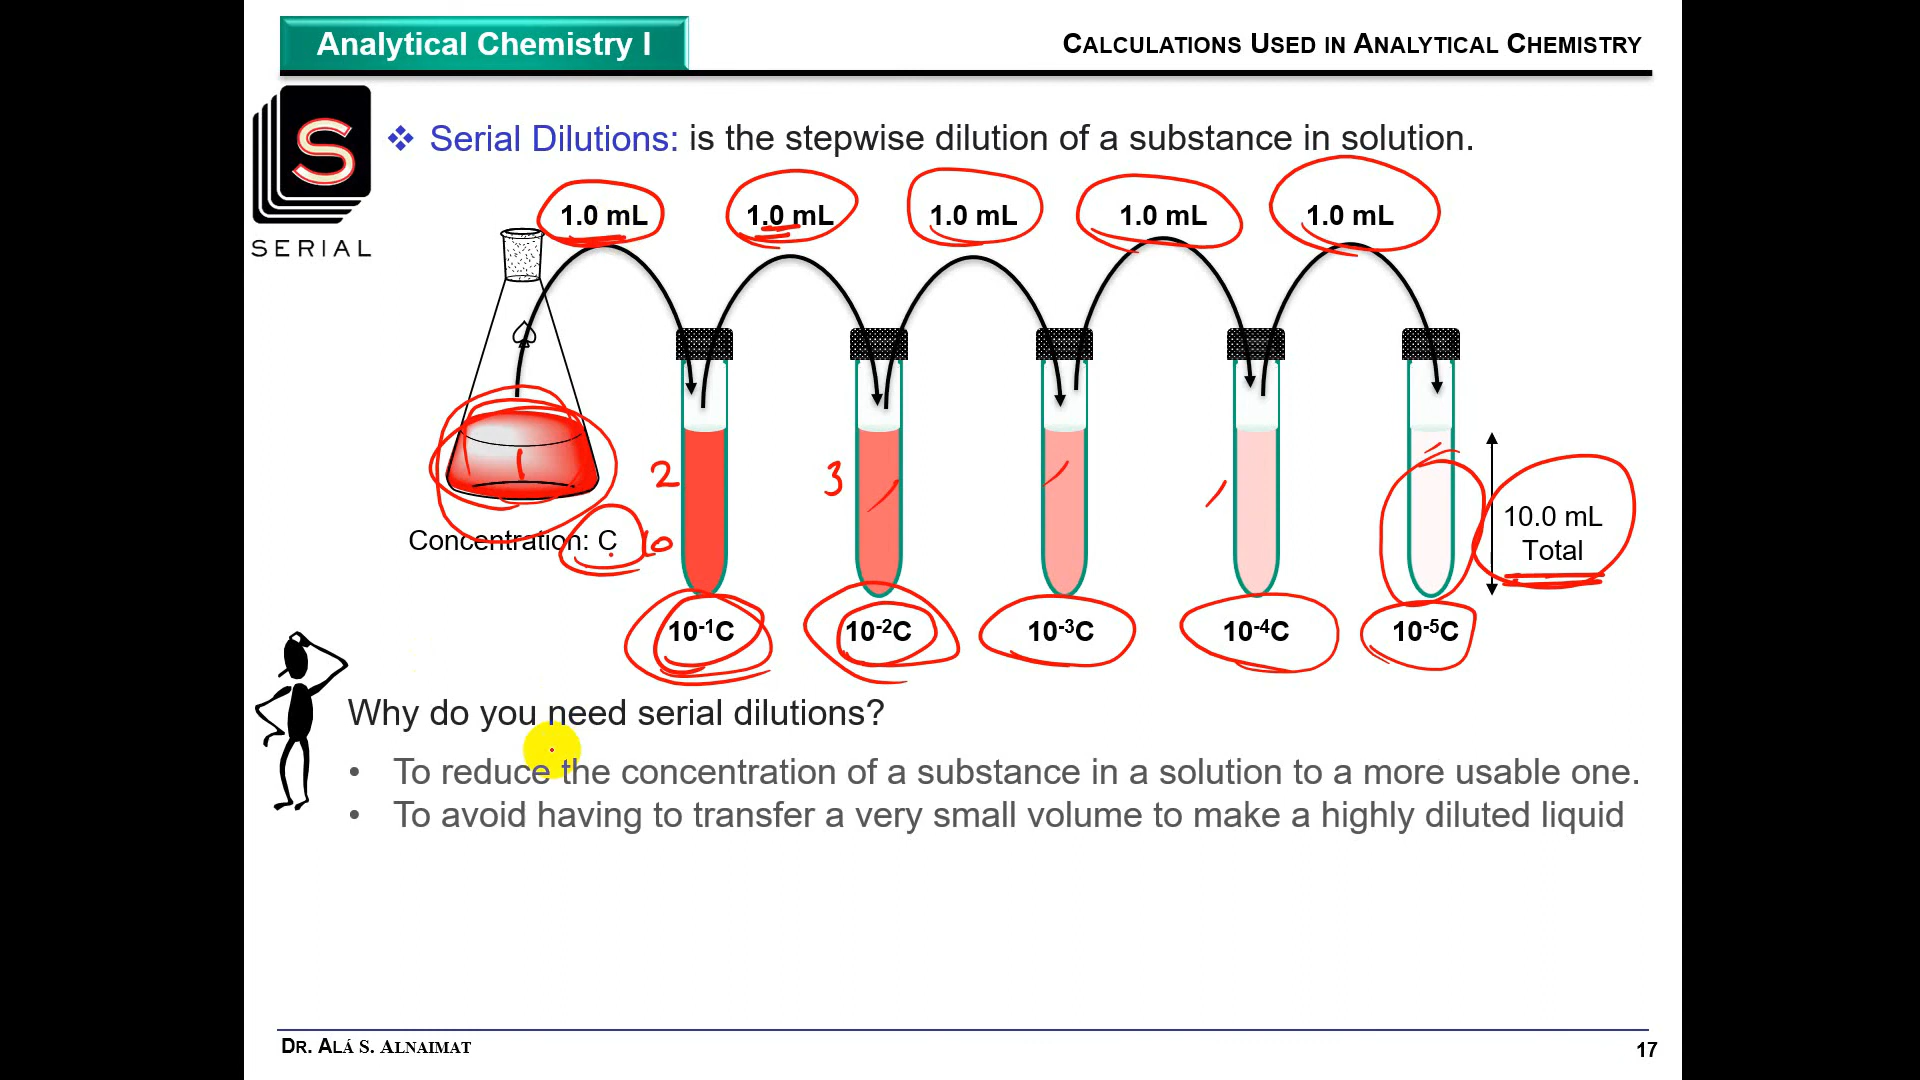 Analytical Chemistry I
CALCULATIONS USED IN ANALYTICAL CHEMISTRY
S
SERIAL
❖ Serial Dilutions: is the stepwise dilution of a substance in solution.
1.0 mL 1.0 mL 1.0 mL 1.0 mL 1.0 mL
1 2 3
10.0 mL
Total
Concentration: C 10
10⁻¹C 10⁻²C 10⁻³C 10⁻⁴C 10⁻⁵C
Why do you need serial dilutions?
• To reduce the concentration of a substance in a solution to a more usable one.
• To avoid having to transfer a very small volume to make a highly diluted liquid
DR. ALÁ S. ALNAIMAT
17